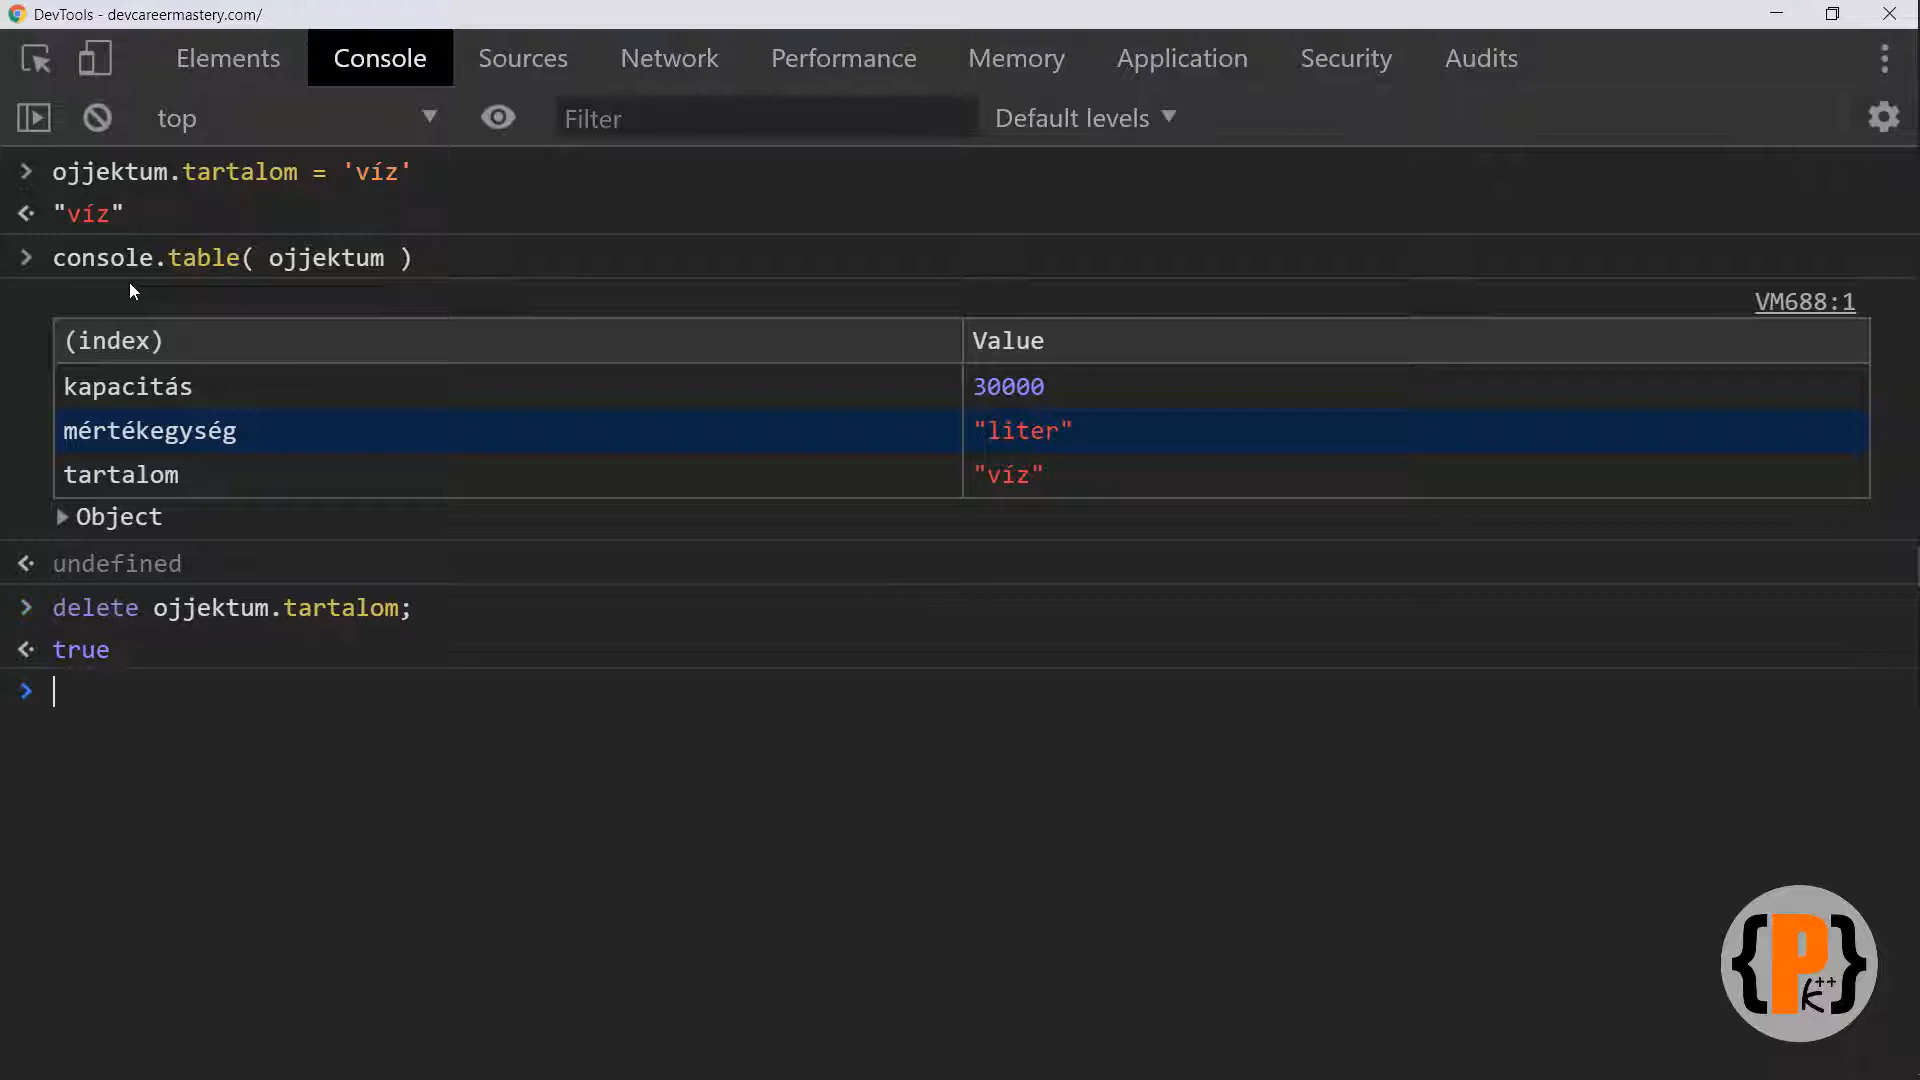 DevTools - devcareermastery.com/
Elements Console Sources Network Performance Memory Application Security Audits
top Filter Default levels
ojjektum.tartalom = 'víz'
"víz"
console.table( ojjektum )
VM688:1
(index) Value
kapacitás 30000
mértékegység "liter"
tartalom "víz"
Object
undefined
delete ojjektum.tartalom;
true
{Pk++}